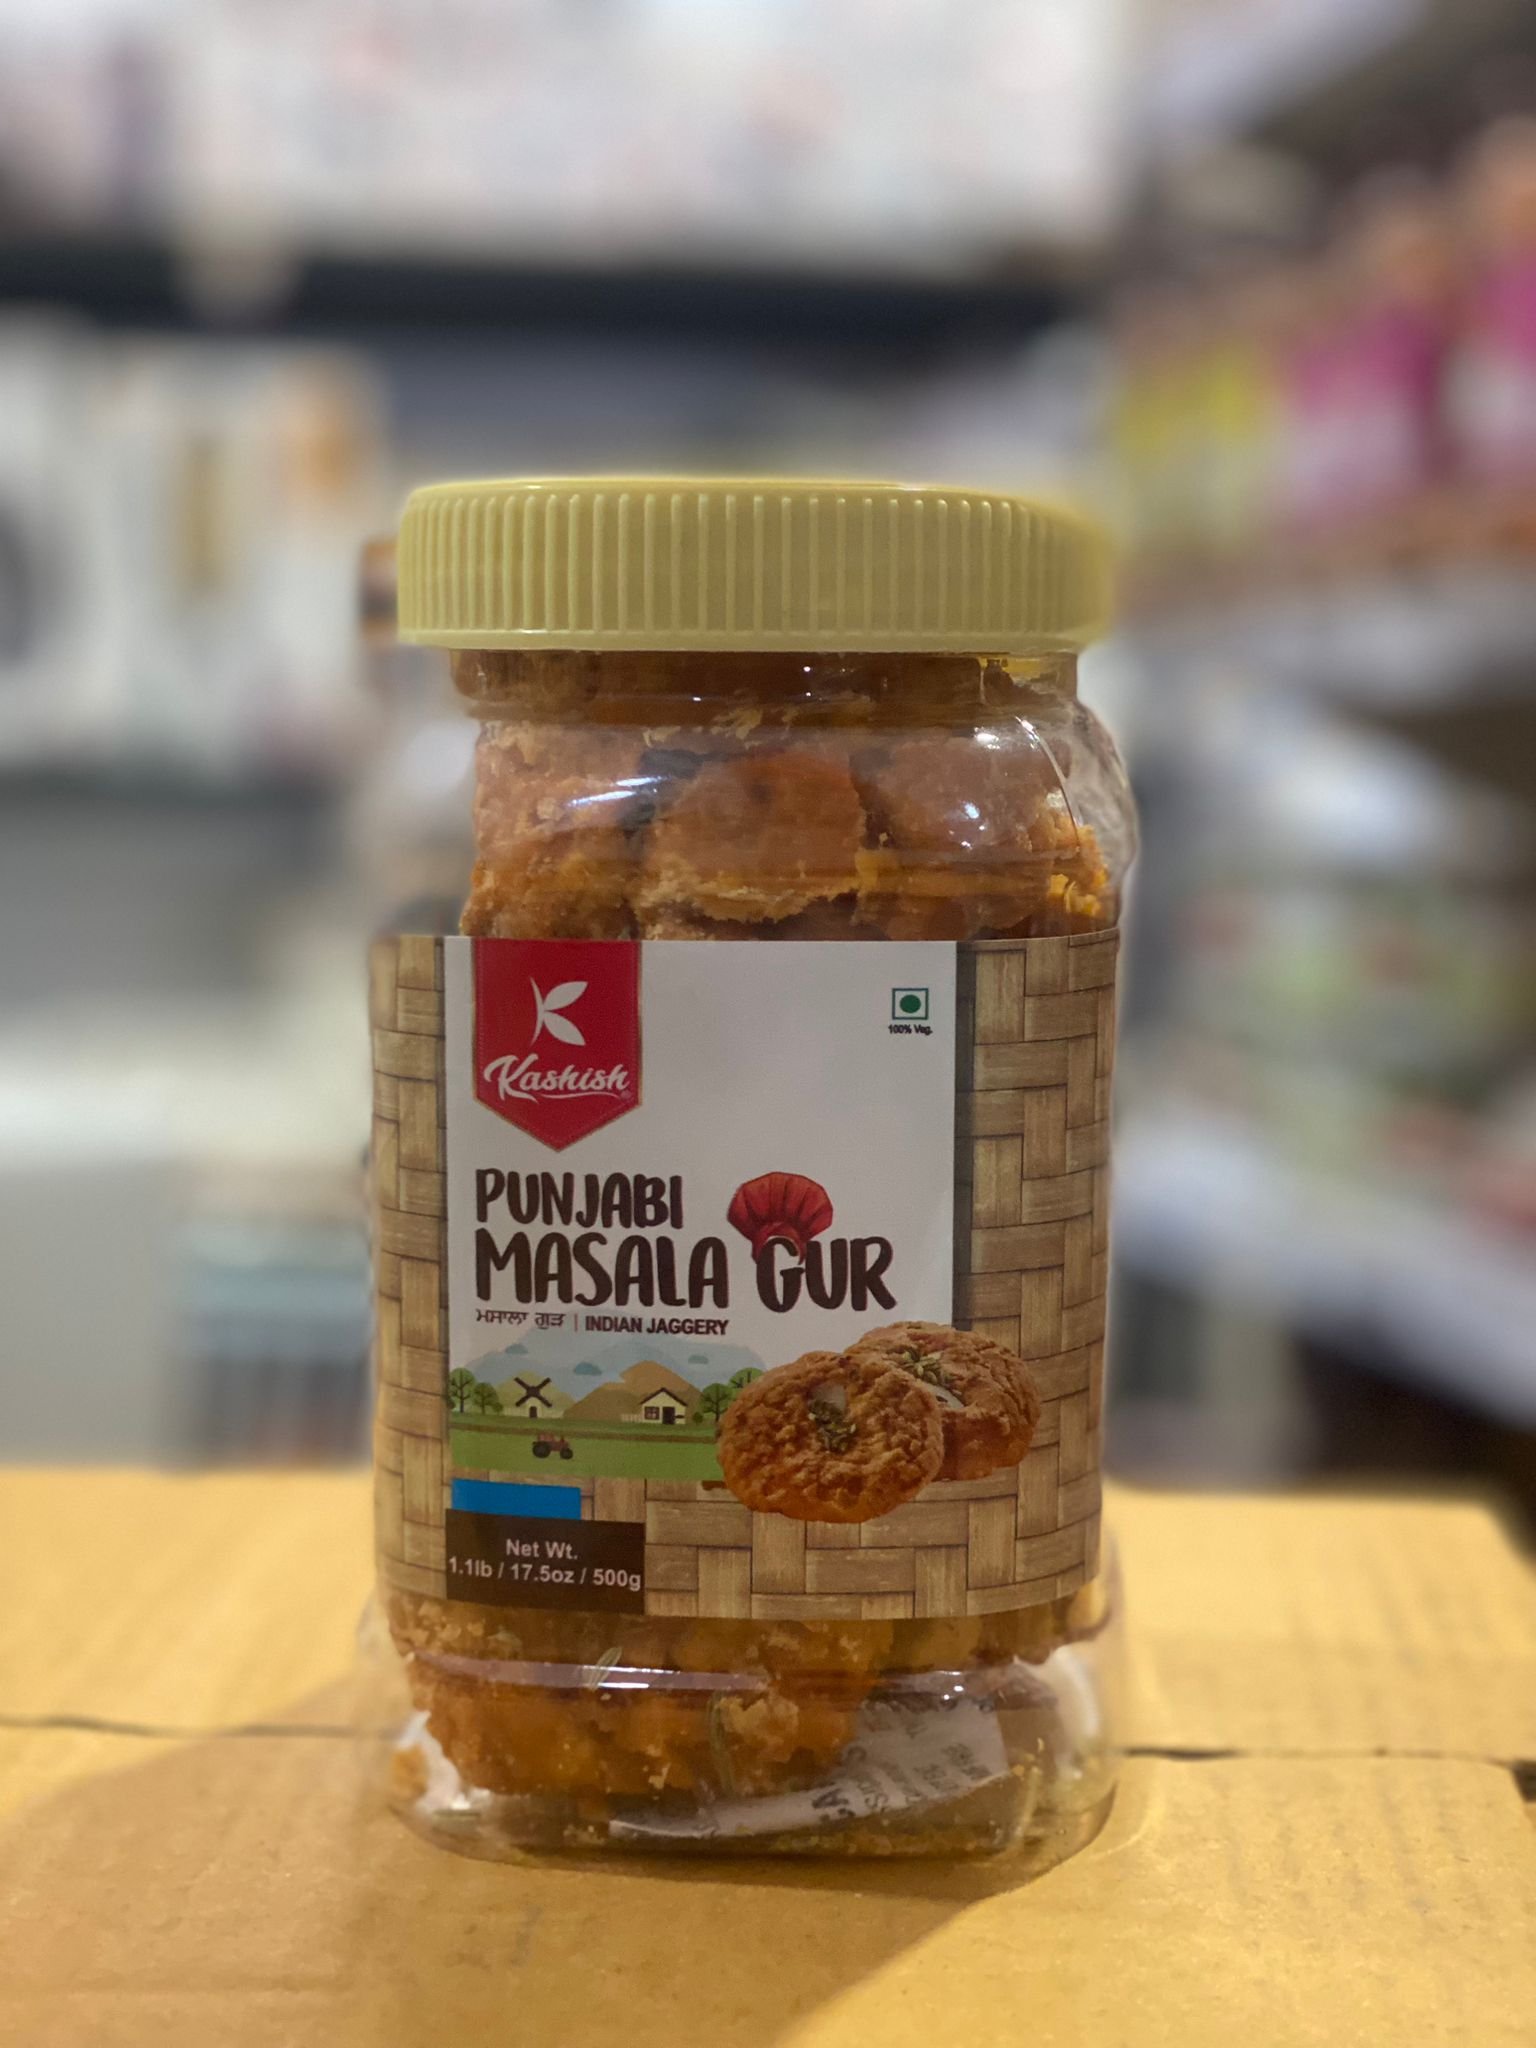 Kashish
100% Veg.
PUNJABI
MASALA GUR
ਮਸਾਲਾ ਗੁੜ | INDIAN JAGGERY
Net Wt.
1.1lb / 17.5oz / 500g